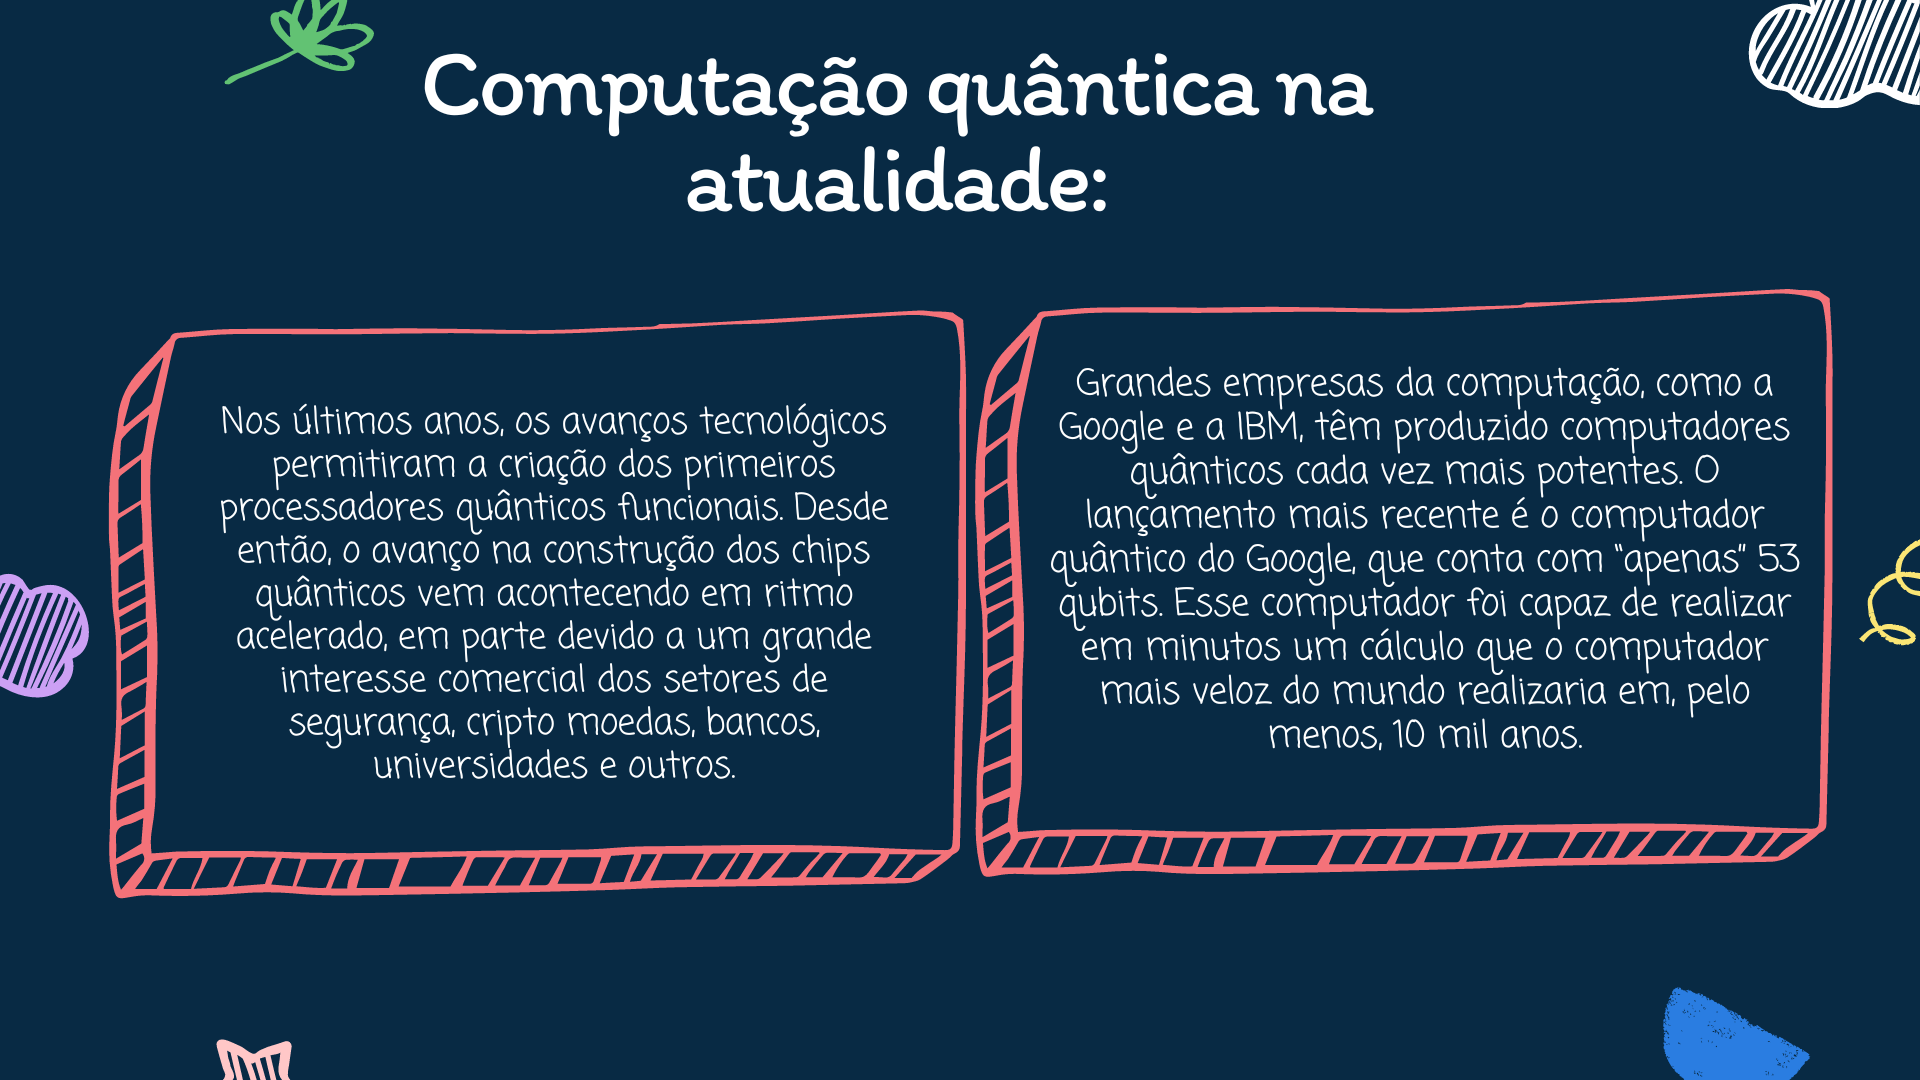 Computação quântica na
atualidade:
Nos últimos anos, os avanços tecnológicos
permitiram a criação dos primeiros
processadores quânticos funcionais. Desde
então, o avanço na construção dos chips
quânticos vem acontecendo em ritmo
acelerado, em parte devido a um grande
interesse comercial dos setores de
segurança, cripto moedas, bancos,
universidades e outros.
Grandes empresas da computação, como a
Google e a IBM, têm produzido computadores
quânticos cada vez mais potentes. O
lançamento mais recente é o computador
quântico do Google, que conta com "apenas" 53
qubits. Esse computador foi capaz de realizar
em minutos um cálculo que o computador
mais veloz do mundo realizaria em, pelo
menos, 10 mil anos.